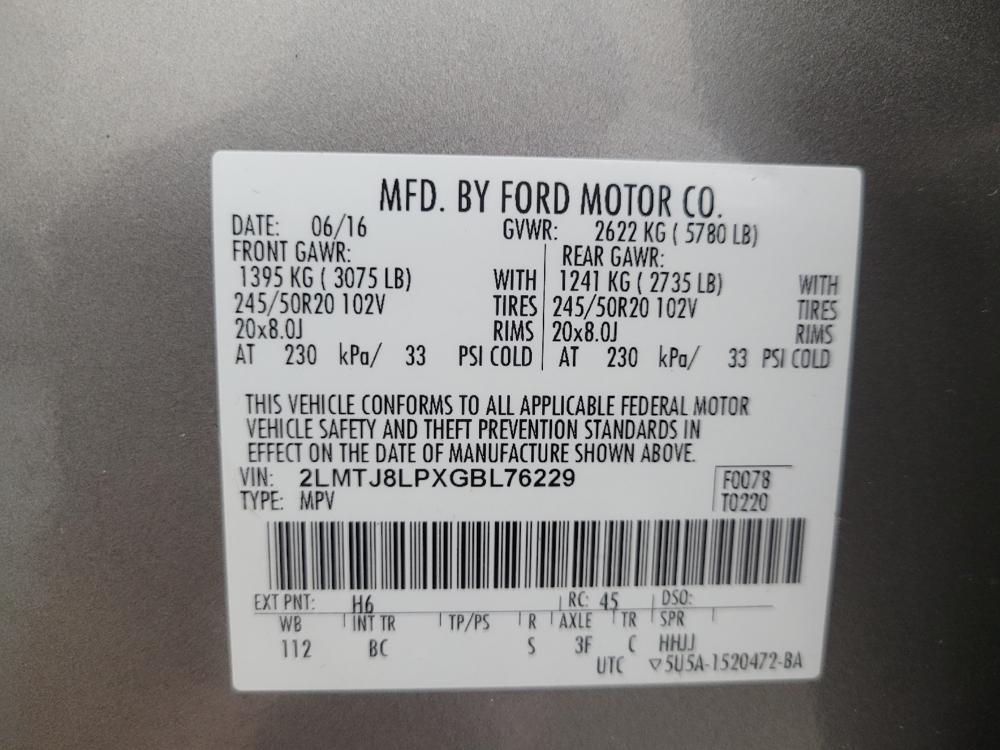 MFD. BY FORD MOTOR CO.
DATE: 06/16 GVWR: 2622 KG ( 5780 LB)
FRONT GAWR: REAR GAWR:
1395 KG ( 3075 LB) WITH 1241 KG ( 2735 LB) WITH
245/50R20 102V TIRES 245/50R20 102V TIRES
20x8.0J RIMS 20x8.0J RIMS
AT 230 kPa/ 33 PSI COLD AT 230 kPa/ 33 PSI COLD
THIS VEHICLE CONFORMS TO ALL APPLICABLE FEDERAL MOTOR
VEHICLE SAFETY AND THEFT PREVENTION STANDARDS IN
EFFECT ON THE DATE OF MANUFACTURE SHOWN ABOVE.
VIN: 2LMTJ8LPXGBL76229 F0078
TYPE: MPV T0220
EXT PNT: H6 RC: 45 DSO:
WB INT TR TP/PS R AXLE TR SPR
112 BC S 3F C HHJJ
UTC ▽5U5A-1520472-BA